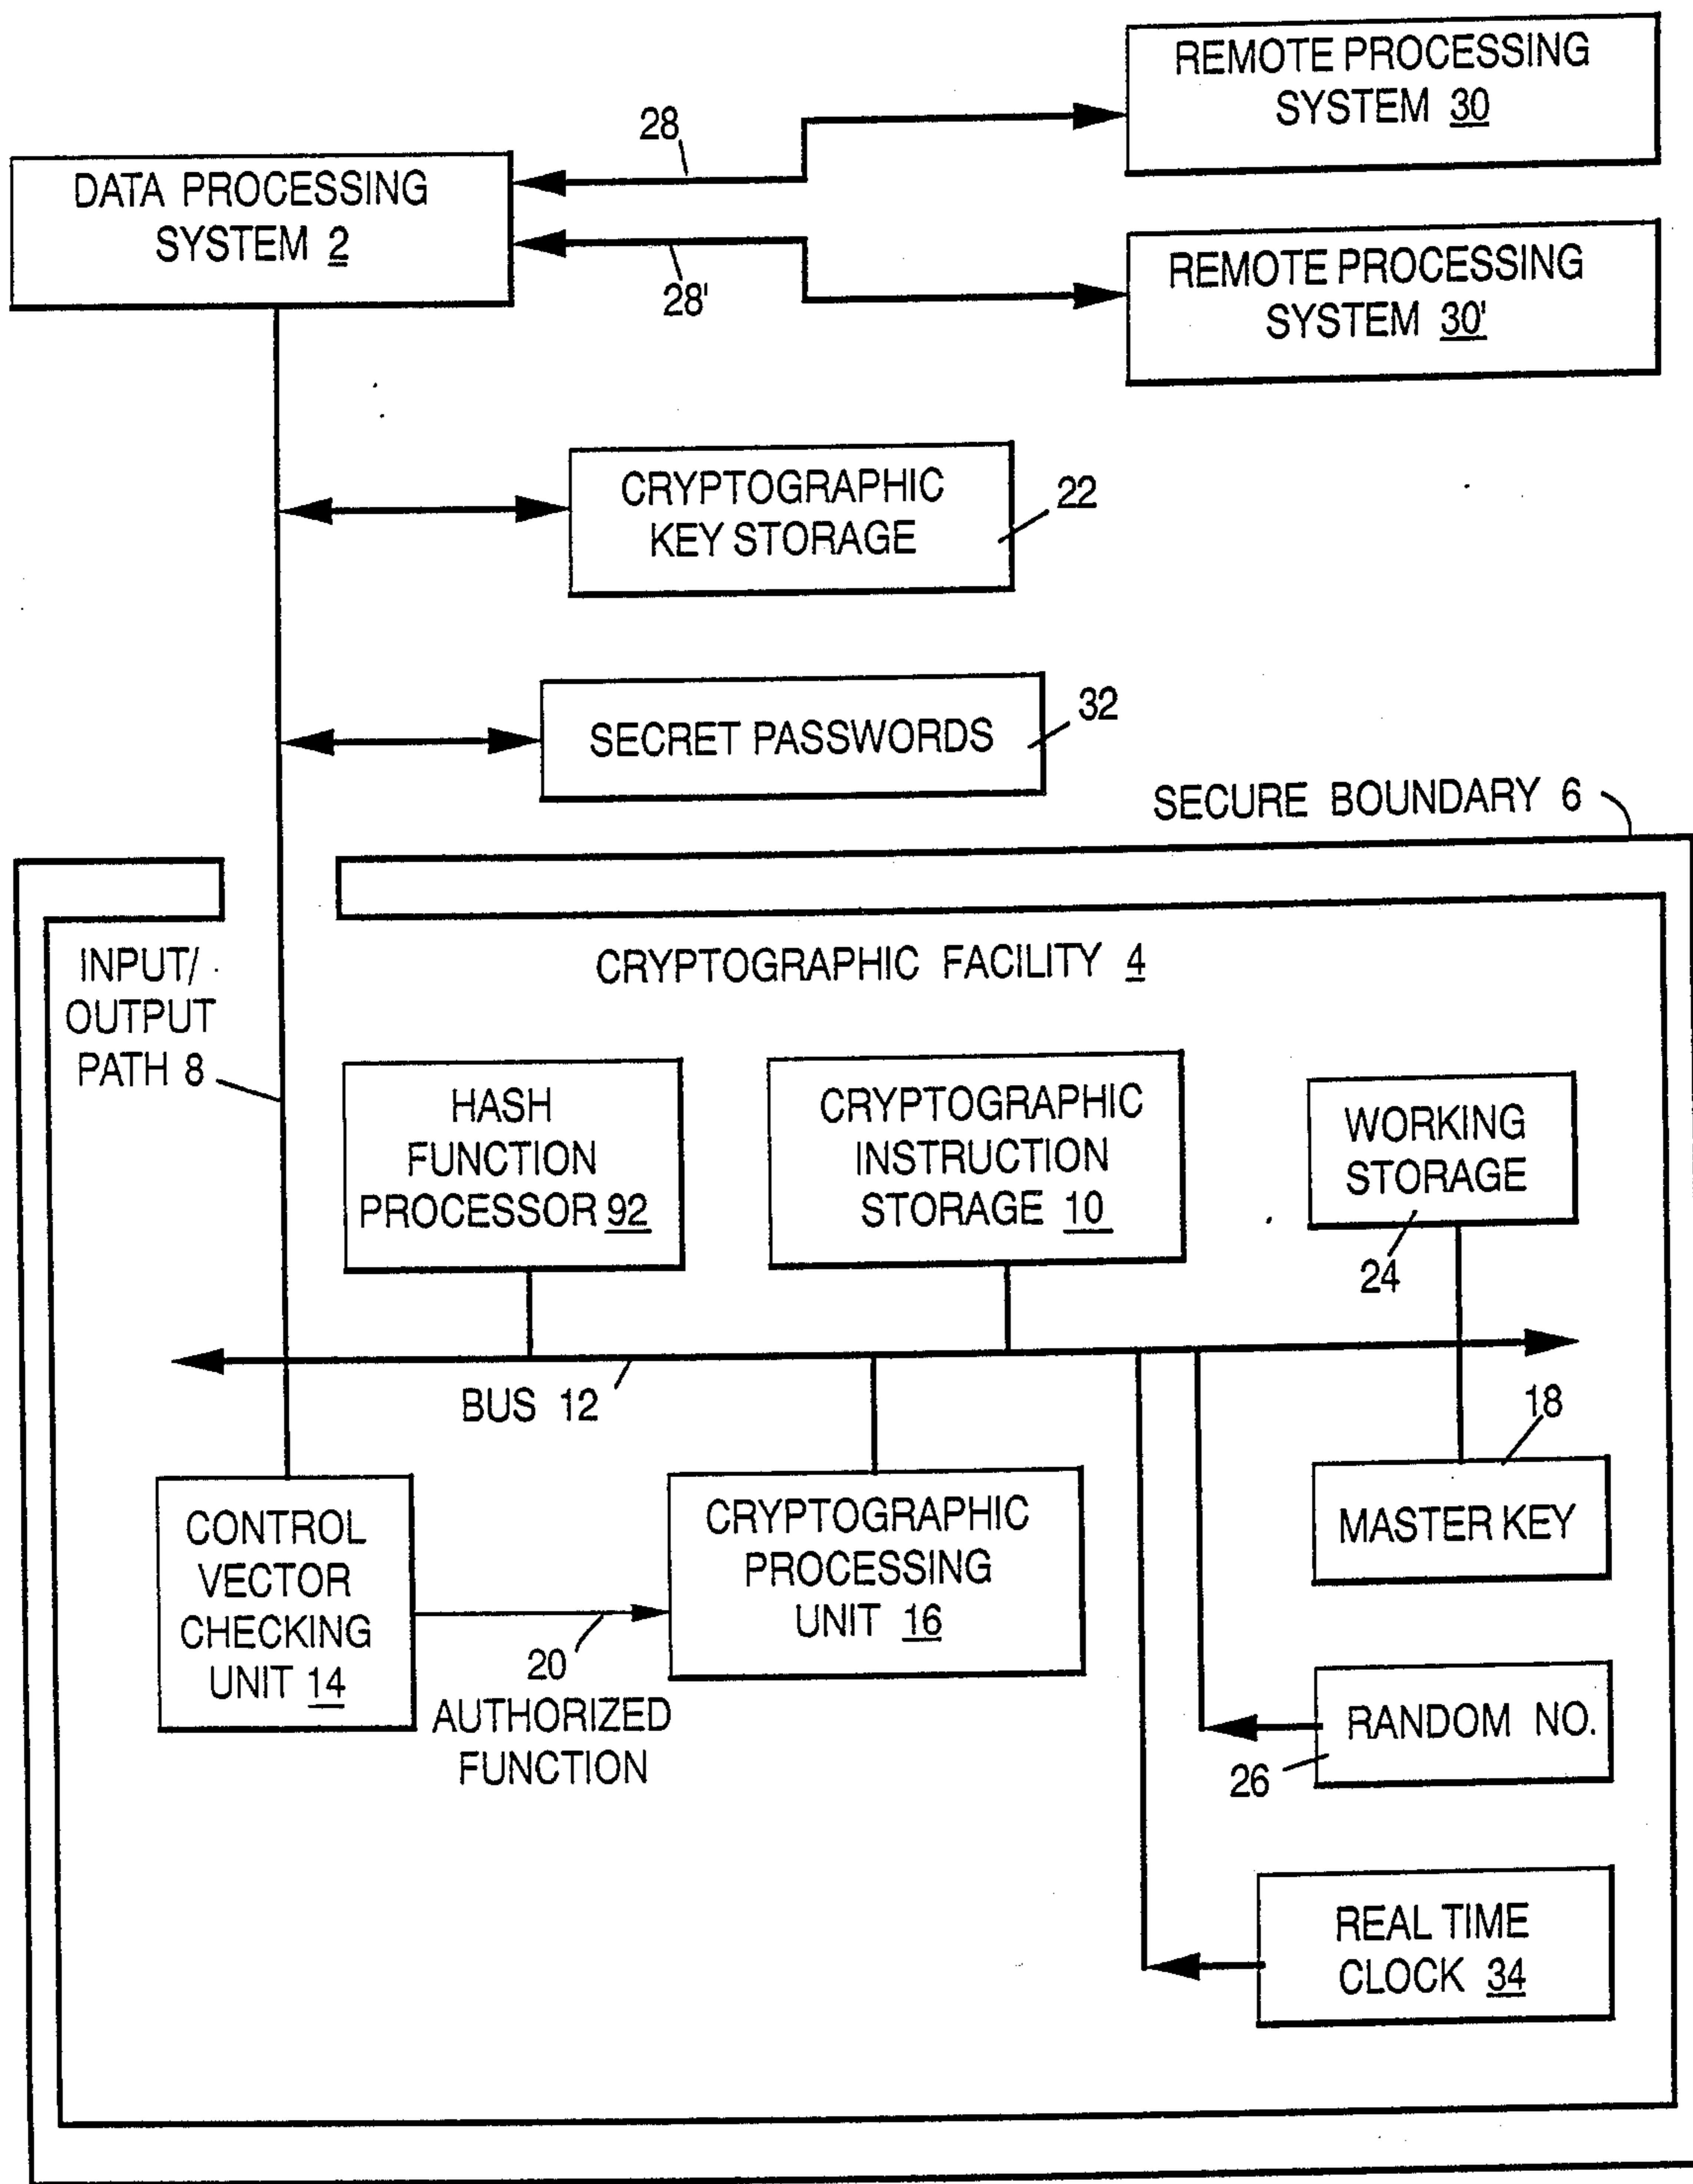 REMOTE PROCESSING
SYSTEM 30
28
DATA PROCESSING
SYSTEM 2
28'
REMOTE PROCESSING
SYSTEM 30'
CRYPTOGRAPHIC
KEY STORAGE
22
SECRET PASSWORDS
32
SECURE BOUNDARY 6
INPUT/
OUTPUT
PATH 8
CRYPTOGRAPHIC FACILITY 4
HASH
FUNCTION
PROCESSOR 92
CRYPTOGRAPHIC
INSTRUCTION
STORAGE 10
WORKING
STORAGE
24
BUS 12
18
MASTER KEY
CONTROL
VECTOR
CHECKING
UNIT 14
20
AUTHORIZED
FUNCTION
CRYPTOGRAPHIC
PROCESSING
UNIT 16
RANDOM NO.
26
REAL TIME
CLOCK 34